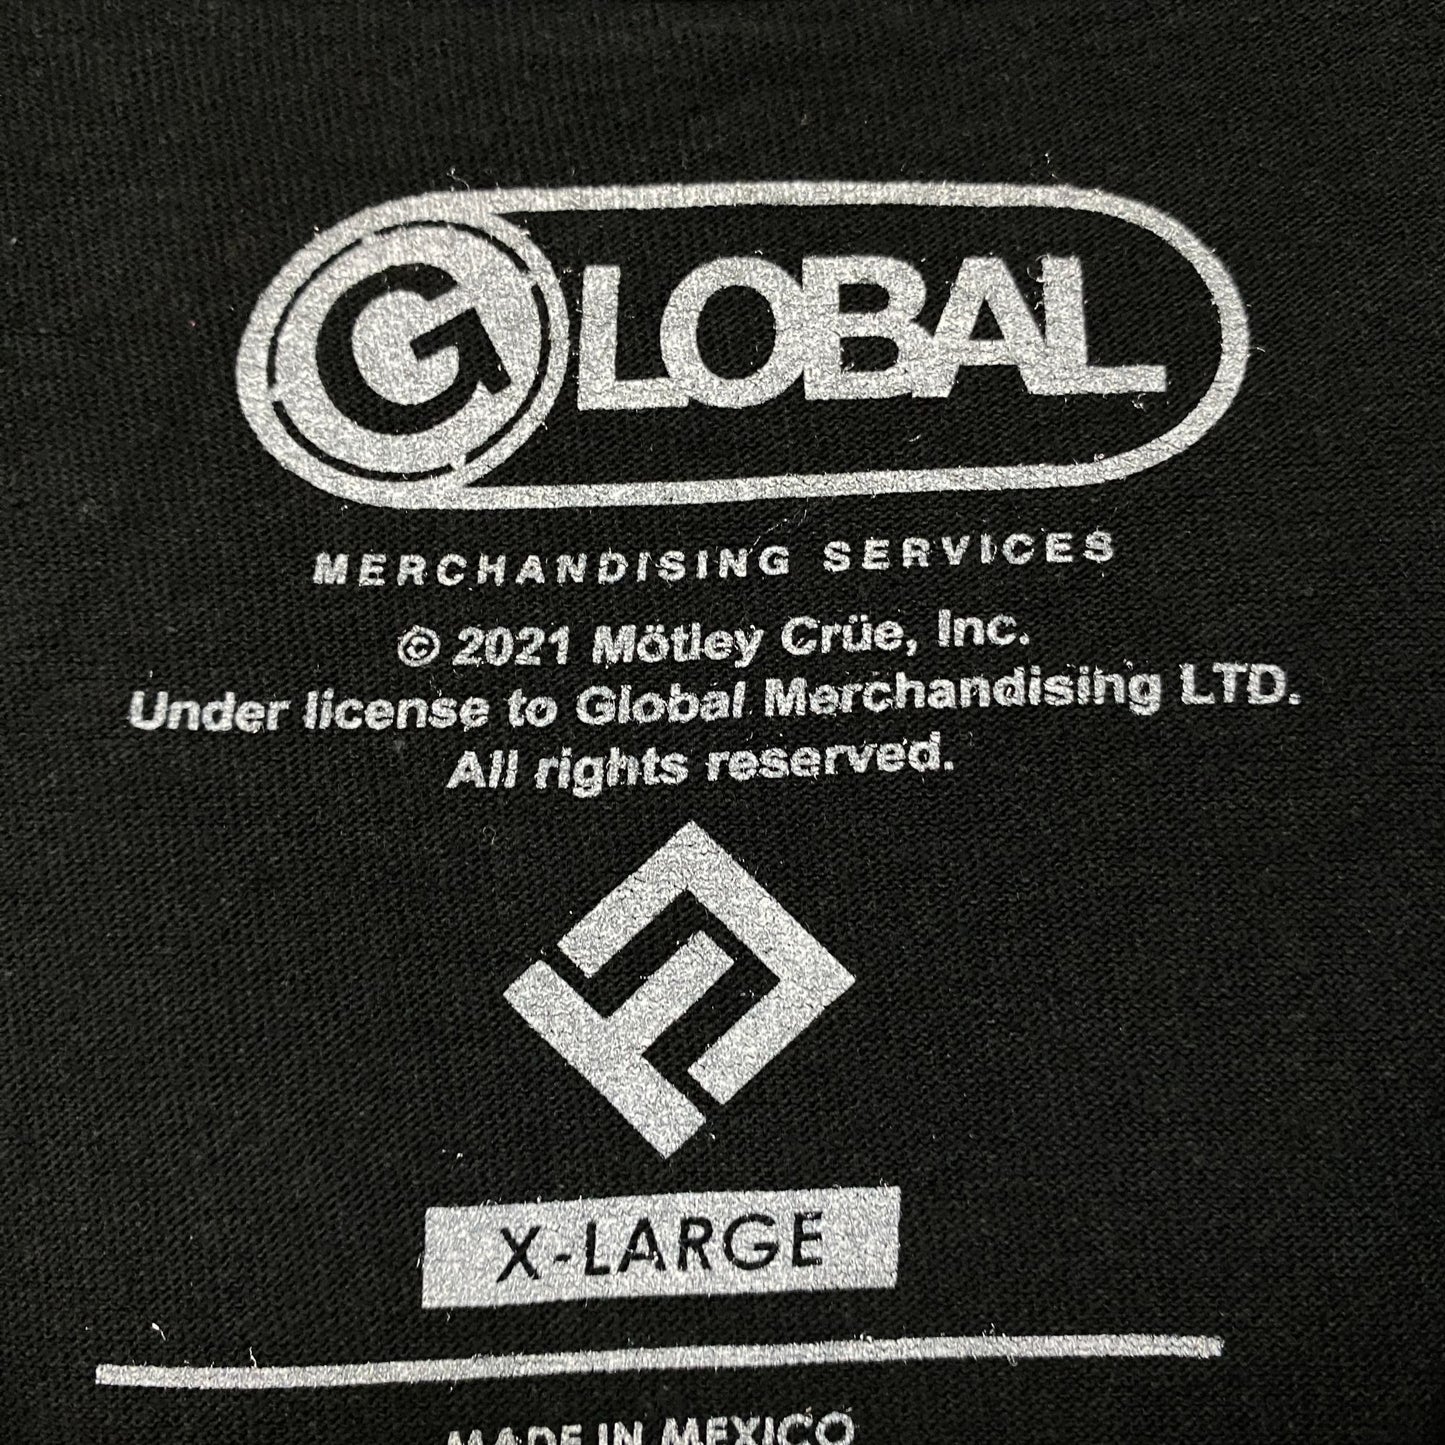 GLOBAL
MERCHANDISING SERVICES
© 2021 Mötley Crüe, Inc.
Under license to Global Merchandising LTD.
All rights reserved.
X-LARGE
MADE IN MEXICO